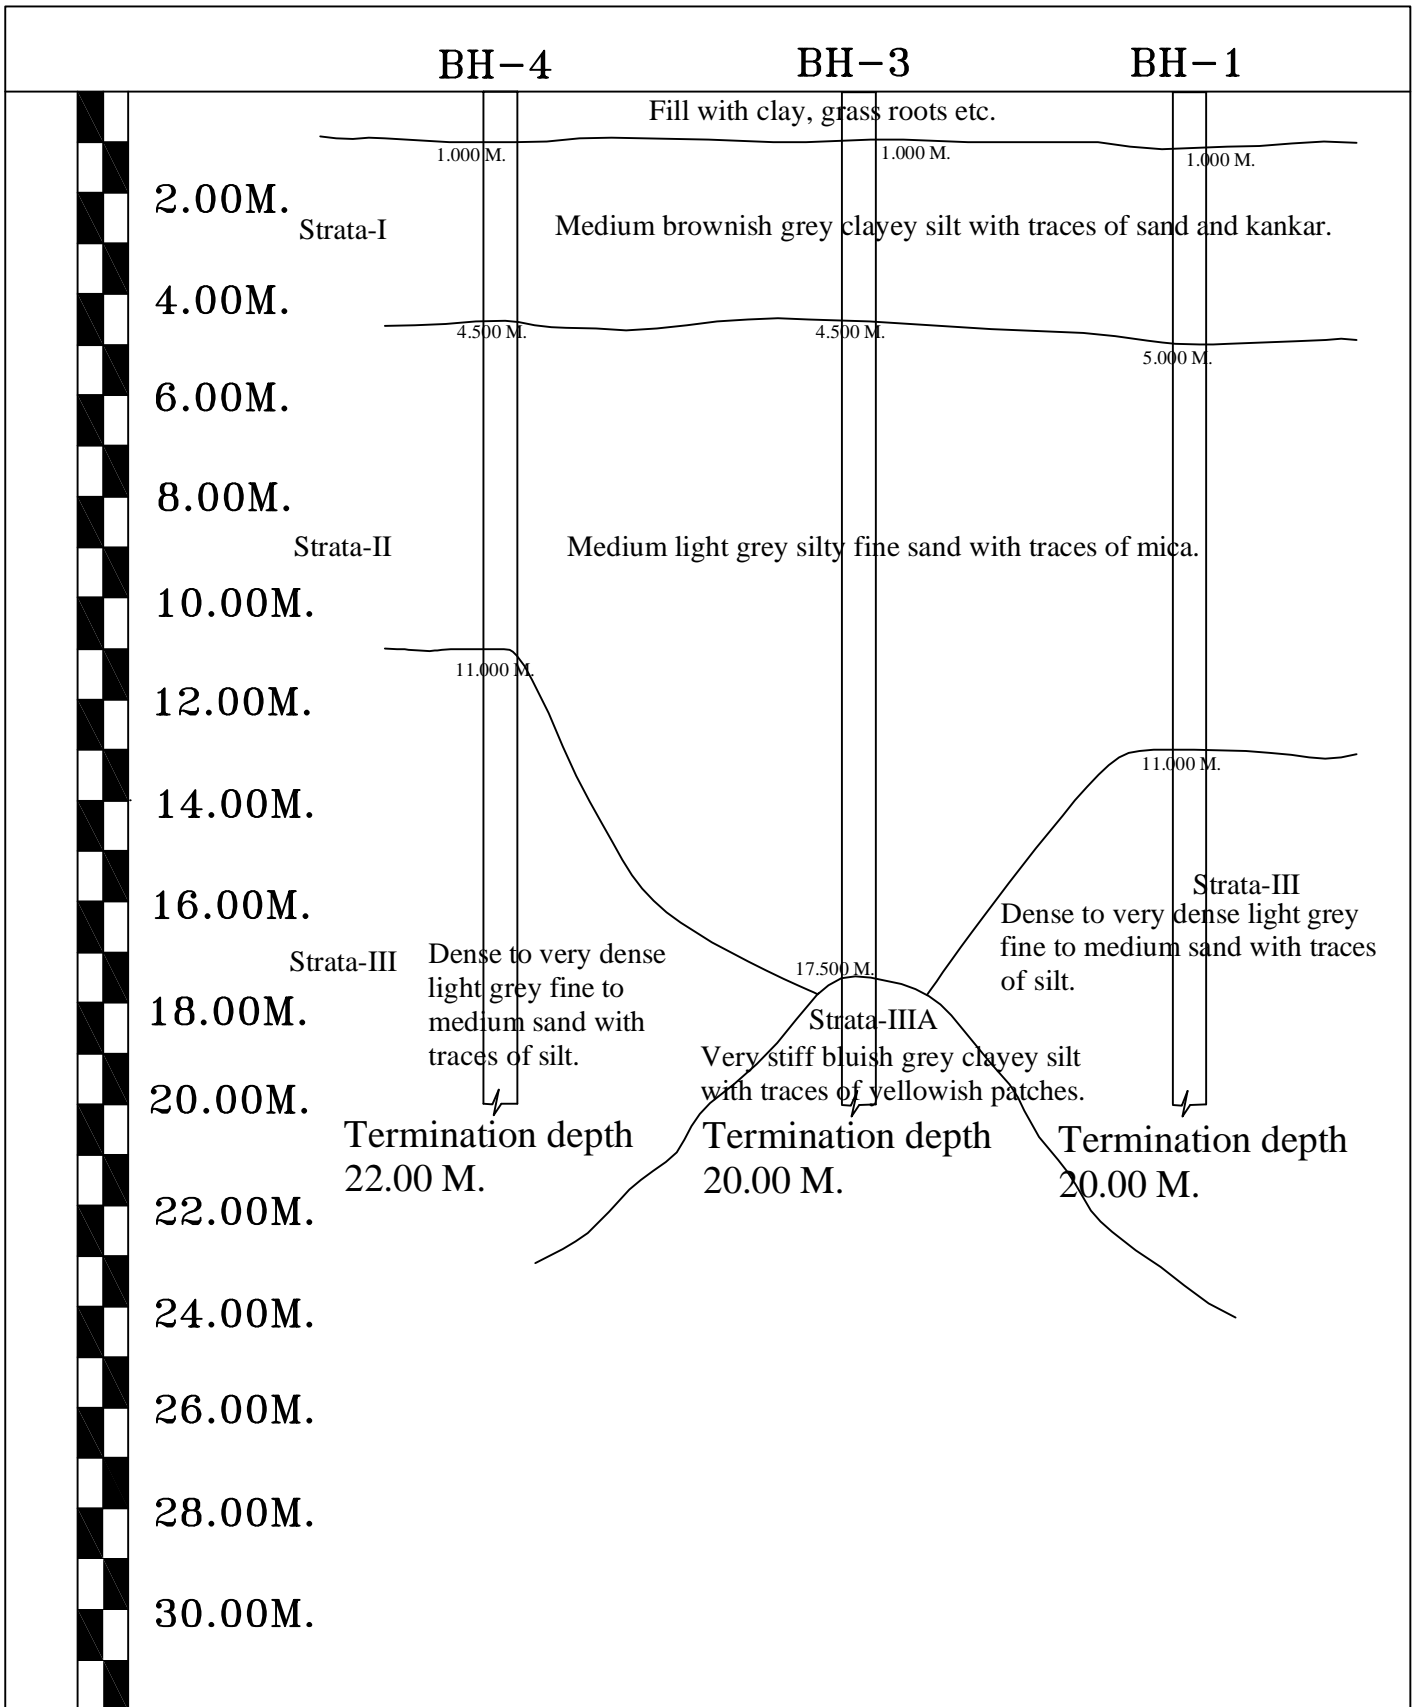 BH-4 BH-3 BH-1
Fill with clay, grass roots etc.
1.000 M. 1.000 M. 1.000 M.
2.00M.
Strata-I Medium brownish grey clayey silt with traces of sand and kankar.
4.00M.
4.500 M. 4.500 M. 5.000 M.
6.00M.
8.00M.
Strata-II Medium light grey silty fine sand with traces of mica.
10.00M.
11.000 M.
12.00M.
11.000 M.
14.00M.
16.00M.
Strata-III
Dense to very dense light grey
fine to medium sand with traces
of silt.
Strata-III
Dense to very dense
light grey fine to
medium sand with
traces of silt.
17.500 M.
18.00M.
Strata-IIIA
Very stiff bluish grey clayey silt
with traces of yellowish patches.
20.00M.
Termination depth
22.00 M.
Termination depth
20.00 M.
Termination depth
20.00 M.
22.00M.
24.00M.
26.00M.
28.00M.
30.00M.